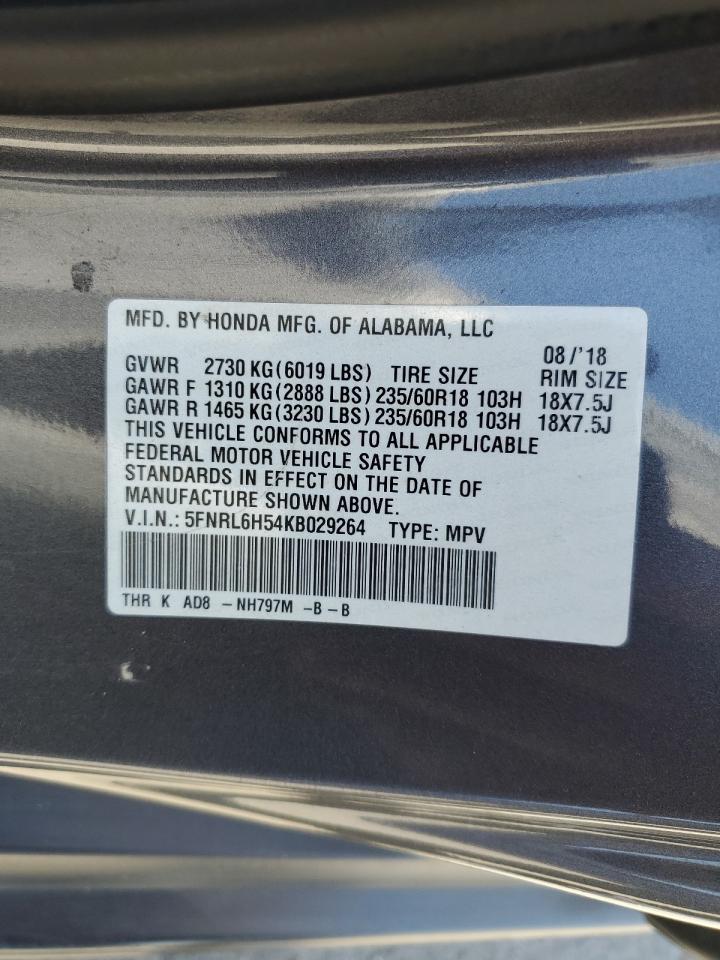 MFD. BY HONDA MFG. OF ALABAMA, LLC
08/'18
GVWR 2730 KG (6019 LBS) TIRE SIZE RIM SIZE
GAWR F 1310 KG (2888 LBS) 235/60R18 103H 18X7.5J
GAWR R 1465 KG (3230 LBS) 235/60R18 103H 18X7.5J
THIS VEHICLE CONFORMS TO ALL APPLICABLE
FEDERAL MOTOR VEHICLE SAFETY
STANDARDS IN EFFECT ON THE DATE OF
MANUFACTURE SHOWN ABOVE.
V.I.N.: 5FNRL6H54KB029264 TYPE: MPV
THR K AD8 - NH797M - B - B